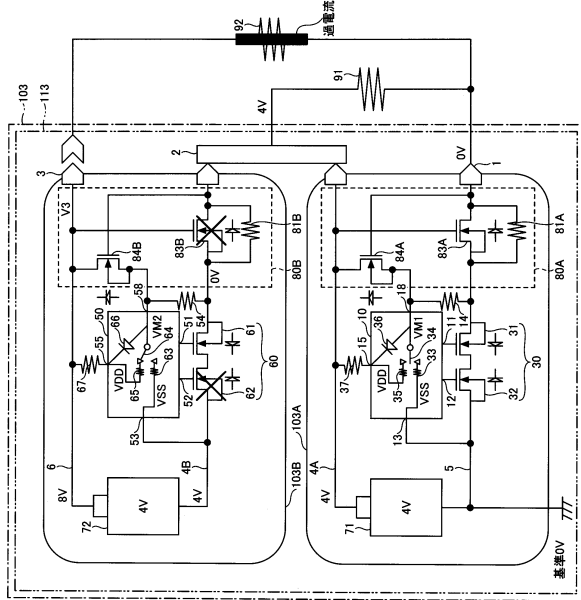 103
113
3
V3
84B
83B
81B
80B
0V
58
50
55
66
VM2
64
54
67
VDD
65
63
VSS
51
52
53
61
62
60
6
8V
72
4V
4B
4V
103B
103A
2
4V
91
92
過電流
0V
1
84A
83A
81A
80A
18
10
15
36
VM1
34
14
37
VDD
35
33
VSS
11
12
13
31
32
30
4A
4V
71
4V
5
基準0V